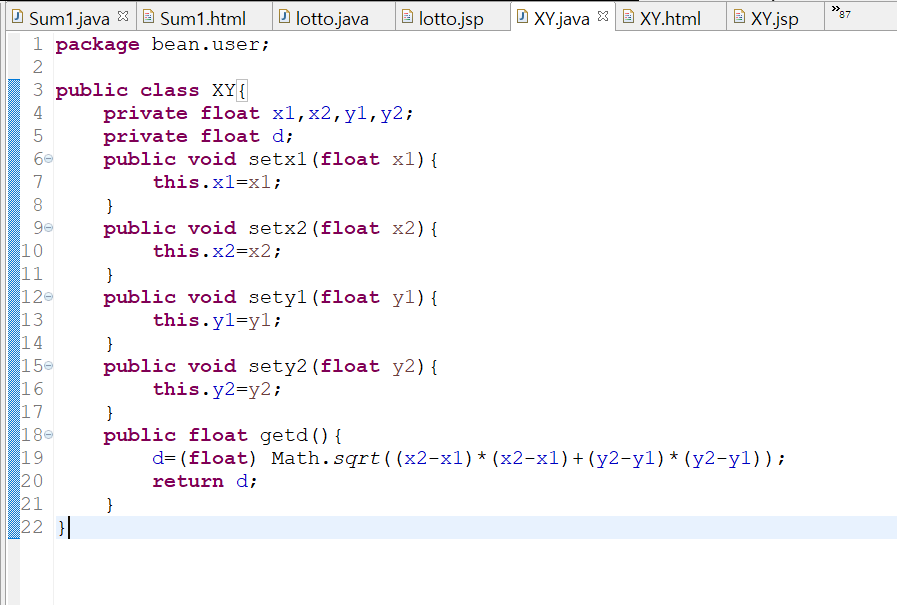 Sum1.java Sum1.html lotto.java lotto.jsp XY.java XY.html XY.jsp »87
1 package bean.user;
2
3 public class XY{
4 private float x1,x2,y1,y2;
5 private float d;
6 public void setx1(float x1){
7 this.x1=x1;
8 }
9 public void setx2(float x2){
10 this.x2=x2;
11 }
12 public void sety1(float y1){
13 this.y1=y1;
14 }
15 public void sety2(float y2){
16 this.y2=y2;
17 }
18 public float getd(){
19 d=(float) Math.sqrt((x2-x1)*(x2-x1)+(y2-y1)*(y2-y1));
20 return d;
21 }
22 }